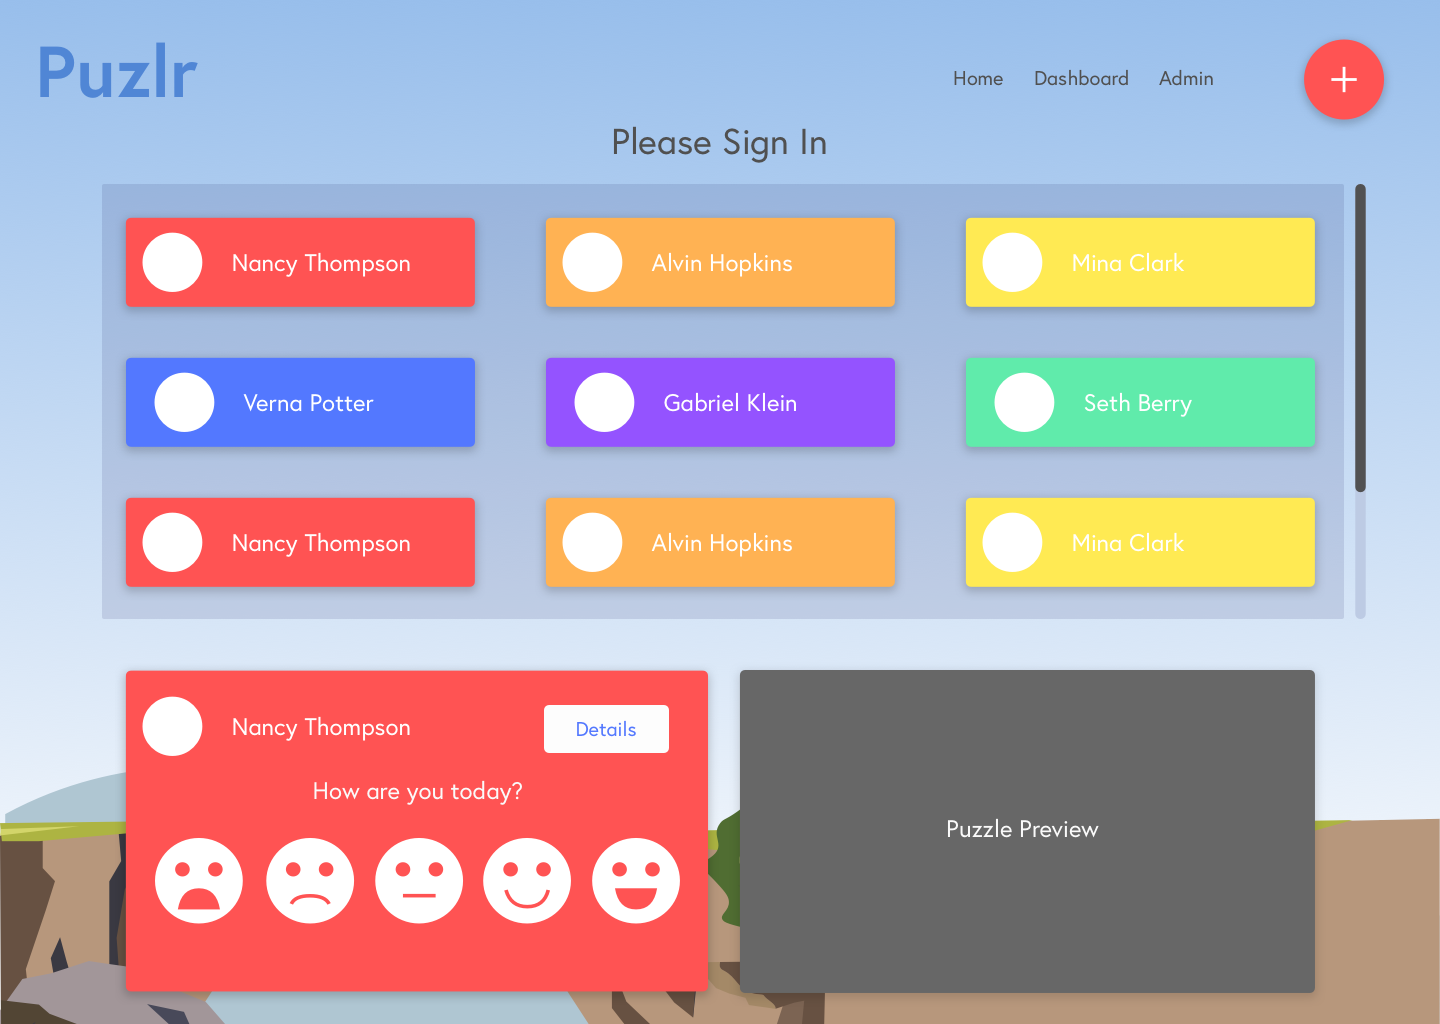 Puzlr
Home Dashboard Admin
Please Sign In
Nancy Thompson
Alvin Hopkins
Mina Clark
Verna Potter
Gabriel Klein
Seth Berry
Nancy Thompson
Alvin Hopkins
Mina Clark
Nancy Thompson
Details
How are you today?
Puzzle Preview